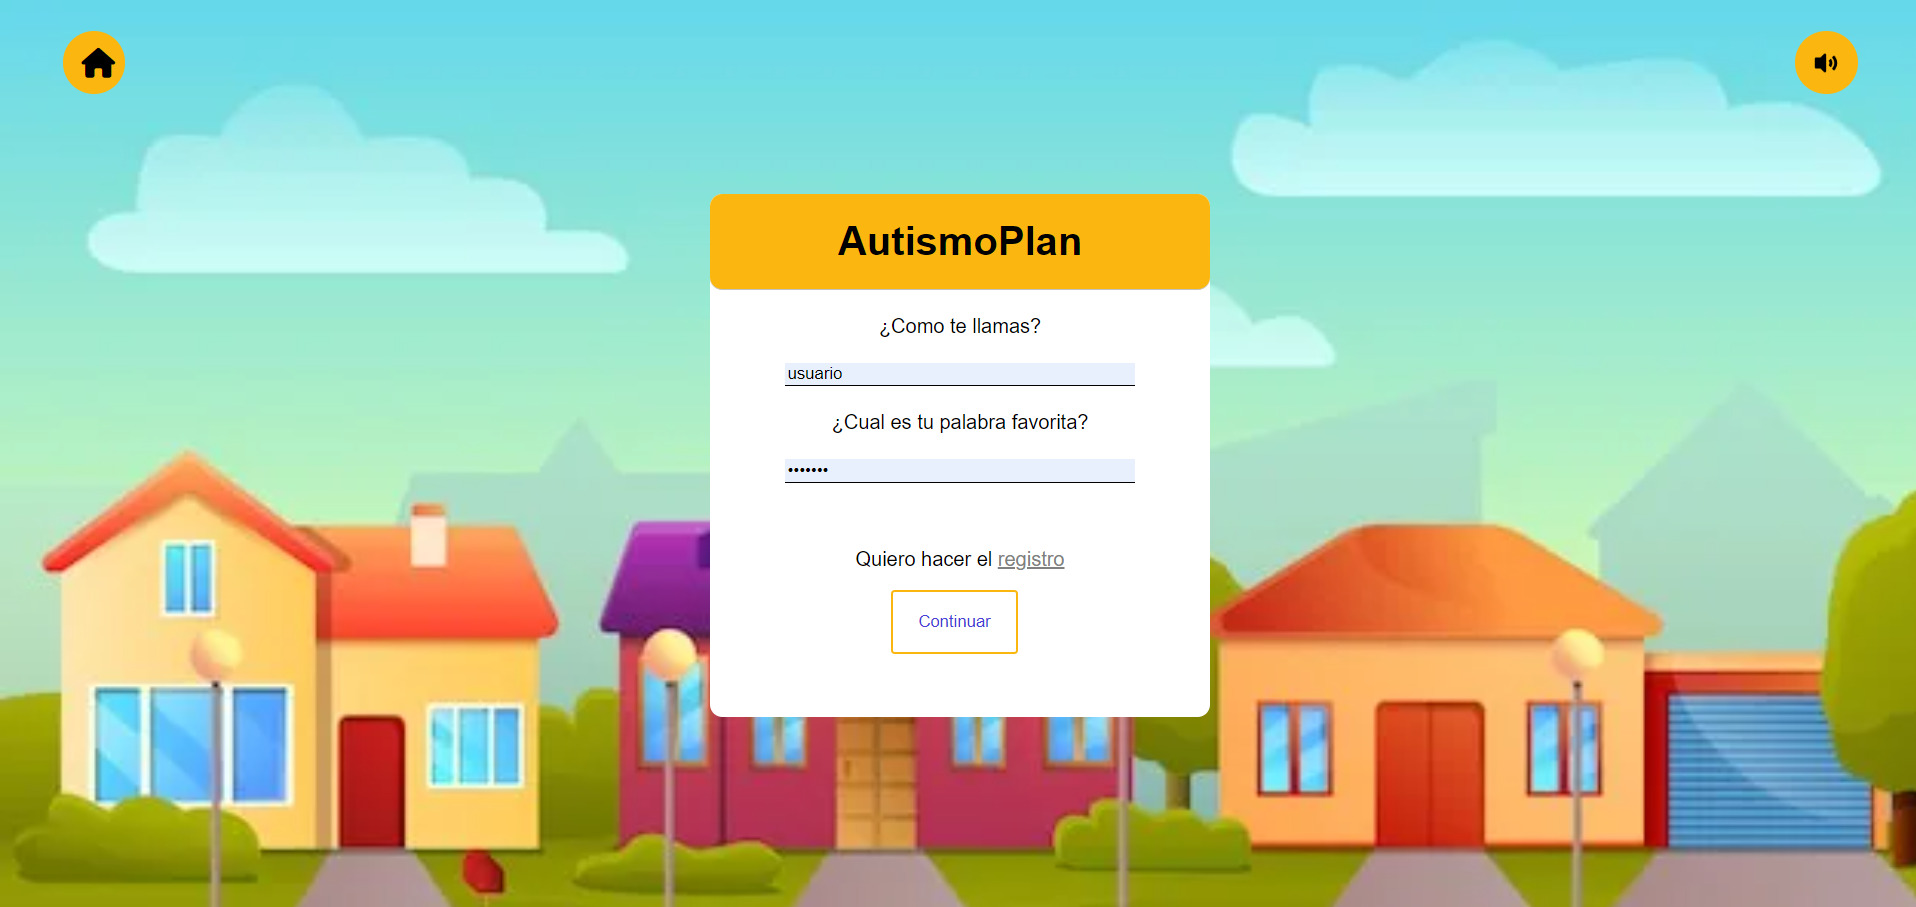 AutismoPlan
¿Como te llamas?
usuario
¿Cual es tu palabra favorita?
•••••••
Quiero hacer el registro
Continuar